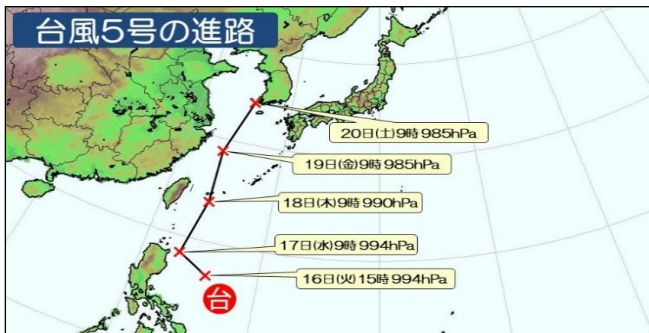 台風5号の進路
20日(土)9時 985hPa
19日(金)9時 985hPa
18日(木)9時 990hPa
17日(水)9時 994hPa
16日(火)15時 994hPa
台